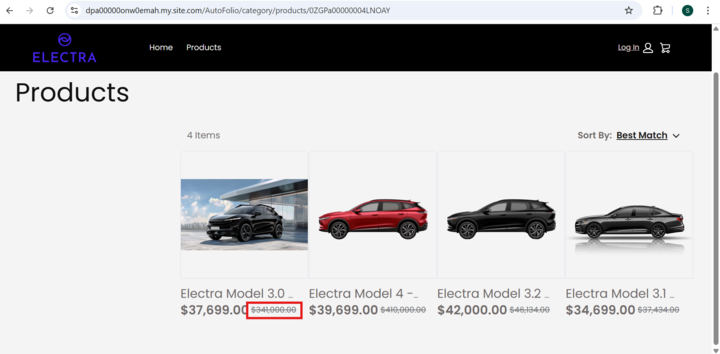 dpa00000onw0emah.my.site.com/AutoFolio/category/products/0ZGPa00000004LNOAY
S
ELECTRA
Home Products
Log In
Products
4 Items
Sort By: Best Match
Electra Model 3.0 ... Electra Model 4 -... Electra Model 3.2 ... Electra Model 3.1 ...
$37,699.00 $341,000.00 $39,699.00 $410,000.00 $42,000.00 $46,134.00 $34,699.00 $37,434.00